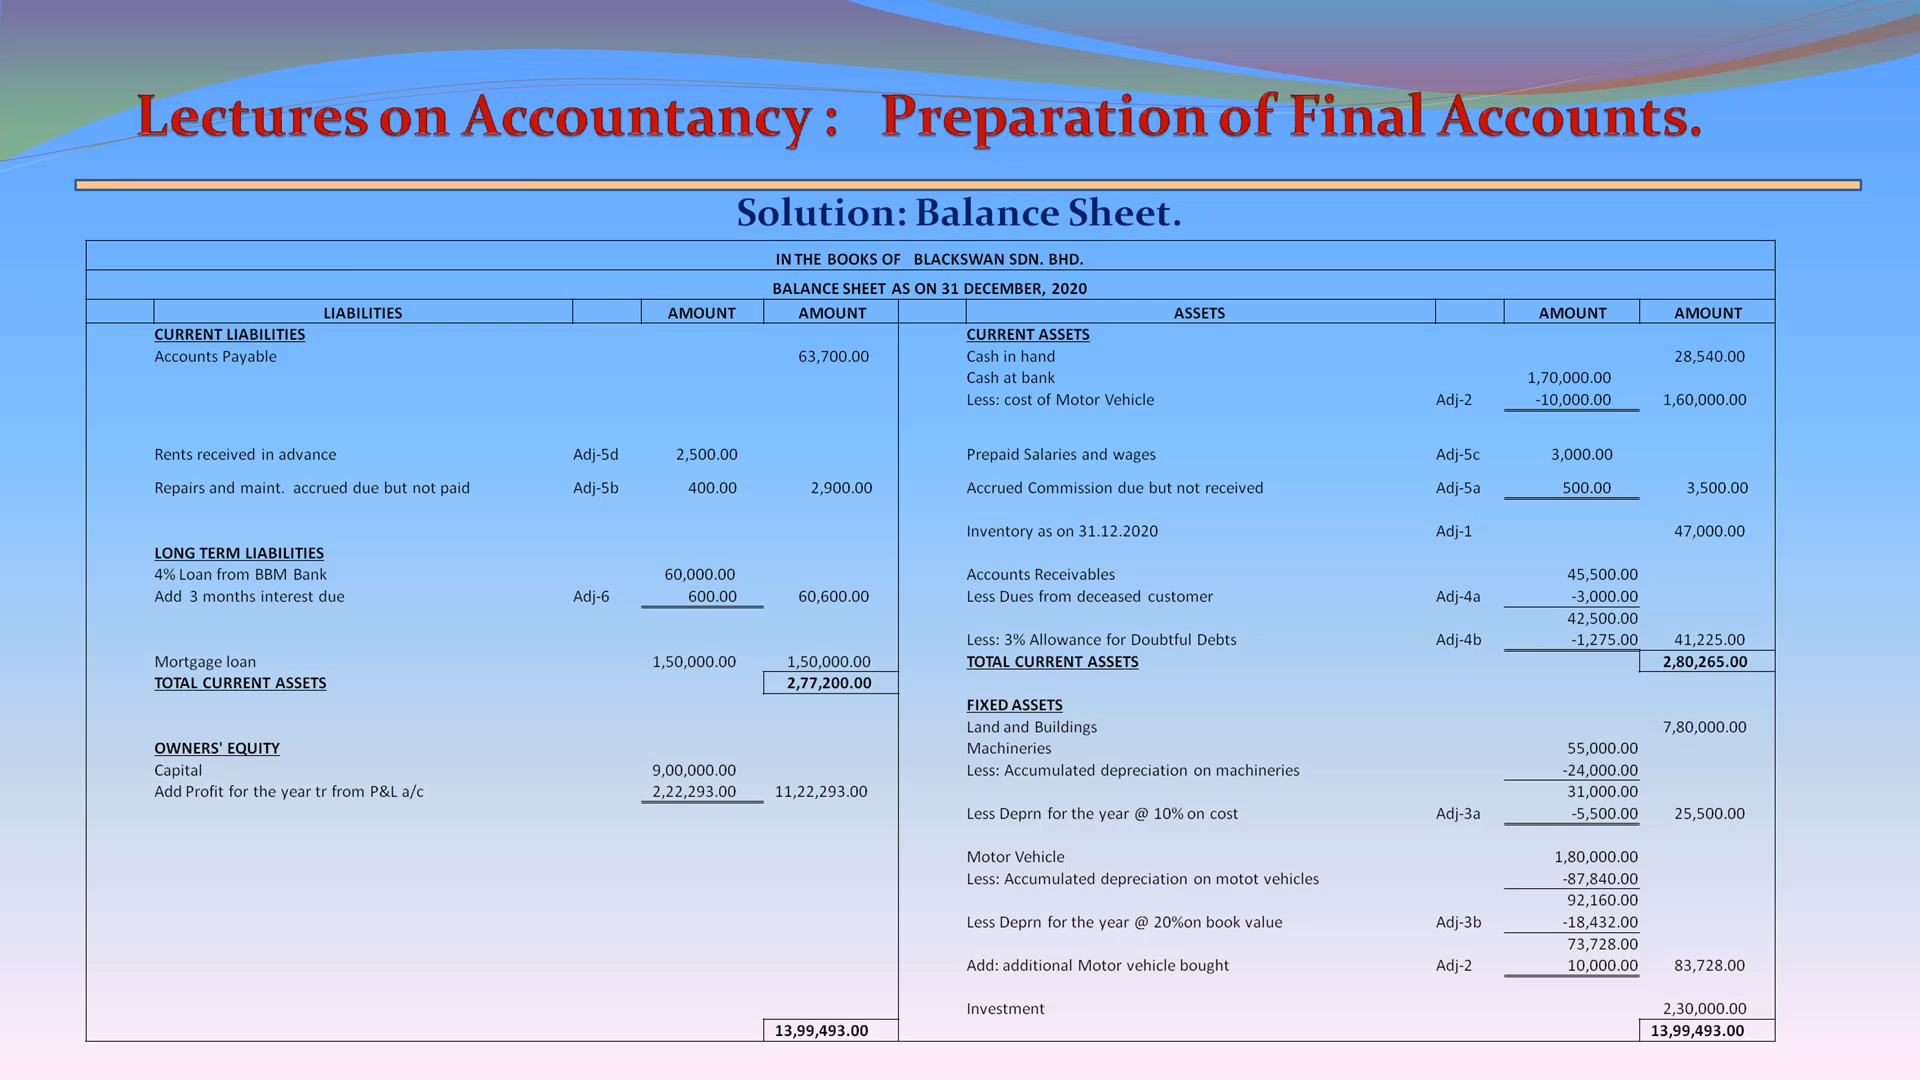 Lectures on Accountancy : Preparation of Final Accounts.
Solution: Balance Sheet.
IN THE BOOKS OF BLACKSWAN SDN. BHD.
BALANCE SHEET AS ON 31 DECEMBER, 2020
LIABILITIES AMOUNT AMOUNT ASSETS AMOUNT AMOUNT
CURRENT LIABILITIES CURRENT ASSETS
Accounts Payable 63,700.00 Cash in hand 28,540.00
Cash at bank 1,70,000.00
Less: cost of Motor Vehicle Adj-2 -10,000.00 1,60,000.00
Rents received in advance Adj-5d 2,500.00 Prepaid Salaries and wages Adj-5c 3,000.00
Repairs and maint. accrued due but not paid Adj-5b 400.00 2,900.00 Accrued Commission due but not received Adj-5a 500.00 3,500.00
Inventory as on 31.12.2020 Adj-1 47,000.00
LONG TERM LIABILITIES
4% Loan from BBM Bank 60,000.00 Accounts Receivables 45,500.00
Add 3 months interest due Adj-6 600.00 60,600.00 Less Dues from deceased customer Adj-4a -3,000.00
42,500.00
Less: 3% Allowance for Doubtful Debts Adj-4b -1,275.00 41,225.00
Mortgage loan 1,50,000.00 1,50,000.00 TOTAL CURRENT ASSETS 2,80,265.00
TOTAL CURRENT ASSETS 2,77,200.00
FIXED ASSETS
Land and Buildings 7,80,000.00
OWNERS' EQUITY Machineries 55,000.00
Capital 9,00,000.00 Less: Accumulated depreciation on machineries -24,000.00
Add Profit for the year tr from P&L a/c 2,22,293.00 11,22,293.00 31,000.00
Less Deprn for the year @ 10% on cost Adj-3a -5,500.00 25,500.00
Motor Vehicle 1,80,000.00
Less: Accumulated depreciation on motot vehicles -87,840.00
92,160.00
Less Deprn for the year @ 20%on book value Adj-3b -18,432.00
73,728.00
Add: additional Motor vehicle bought Adj-2 10,000.00 83,728.00
Investment 2,30,000.00
13,99,493.00 13,99,493.00